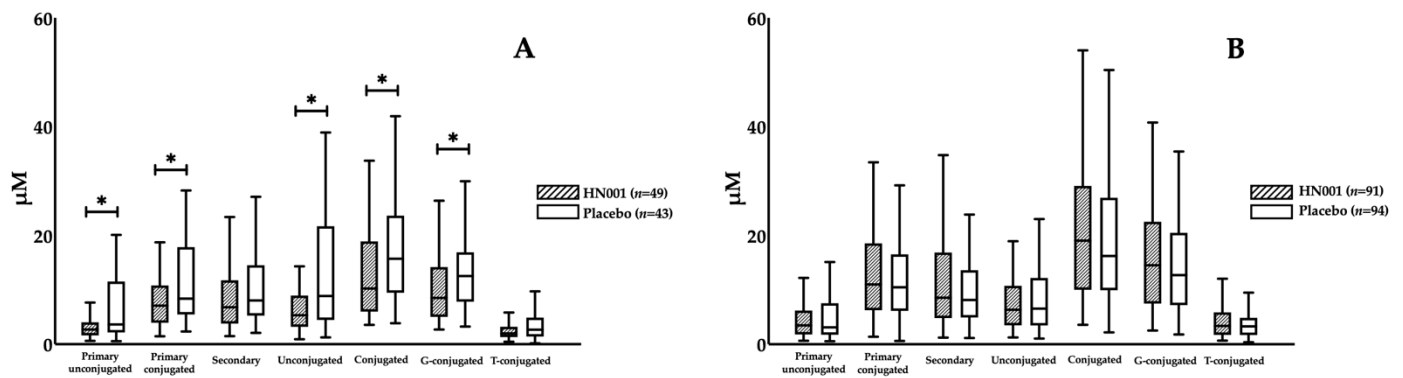 A
µM
60
40
20
0
*
*
*
*
*
HN001 (n=49)
Placebo (n=43)
Primary
unconjugated
Primary
conjugated
Secondary
Unconjugated
Conjugated
G-conjugated
T-conjugated
B
µM
60
40
20
0
HN001 (n=91)
Placebo (n=94)
Primary
unconjugated
Primary
conjugated
Secondary
Unconjugated
Conjugated
G-conjugated
T-conjugated